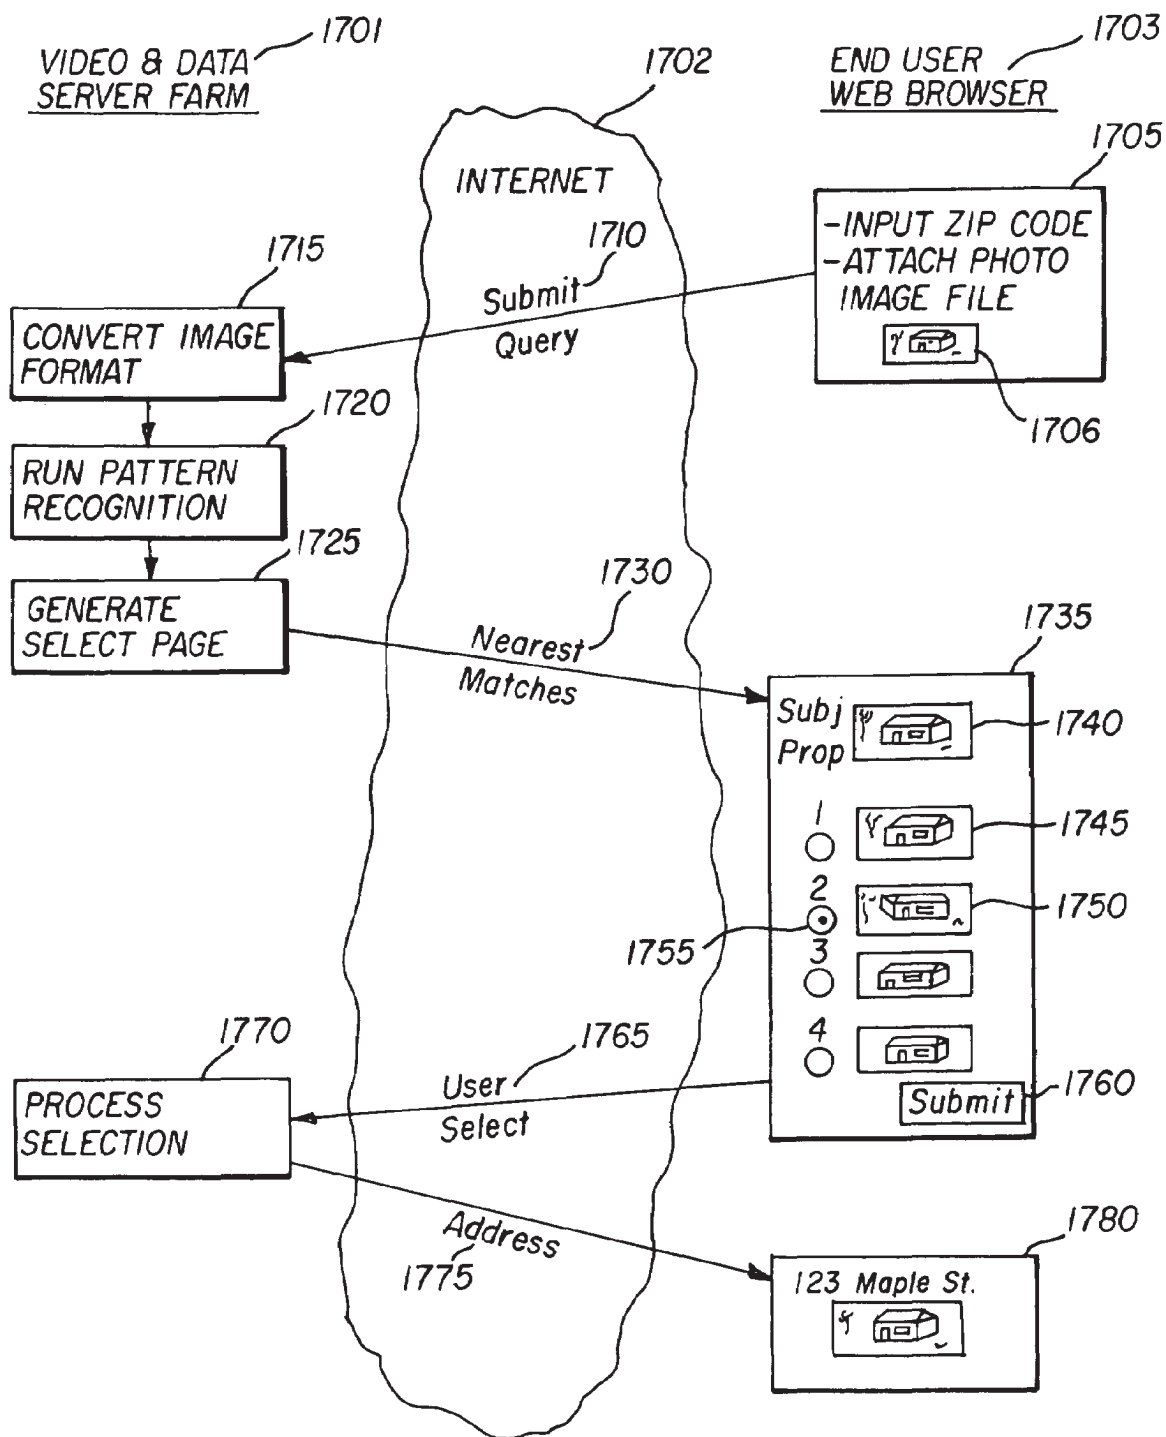 VIDEO & DATA
SERVER FARM
1701
1702
END USER
WEB BROWSER
1703
1705
INTERNET
-INPUT ZIP CODE
-ATTACH PHOTO
IMAGE FILE
1706
1710
Submit
Query
1715
CONVERT IMAGE
FORMAT
1720
RUN PATTERN
RECOGNITION
1725
GENERATE
SELECT PAGE
1730
Nearest
Matches
1735
Subj
Prop
1740
1
1745
2
1750
1755
3
4
1760
Submit
1765
User
Select
1770
PROCESS
SELECTION
Address
1775
1780
123 Maple St.